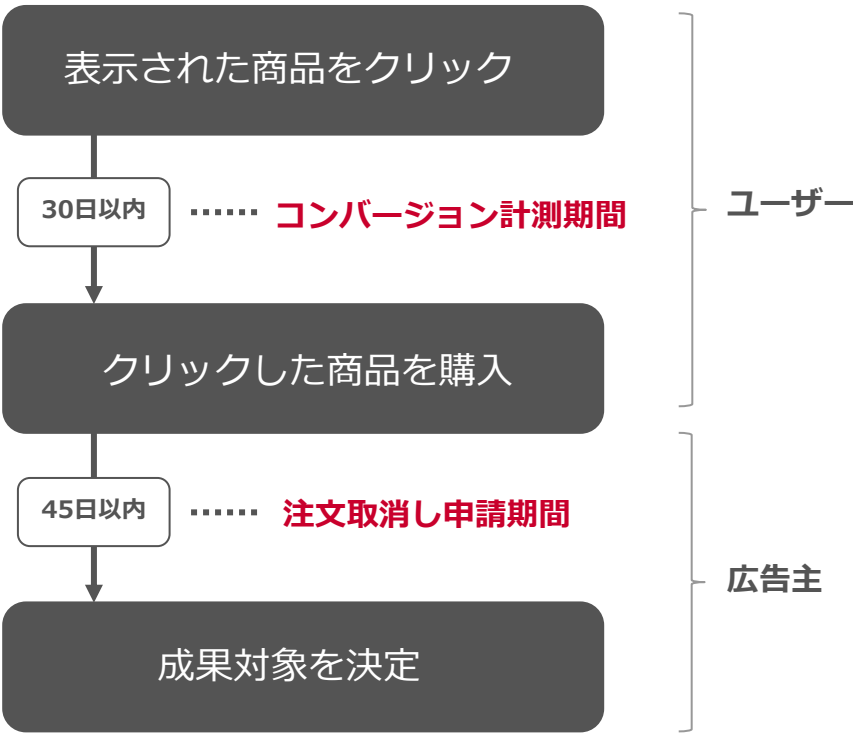 表示された商品をクリック
30日以内
コンバージョン計測期間
ユーザー
クリックした商品を購入
45日以内
注文取消し申請期間
広告主
成果対象を決定